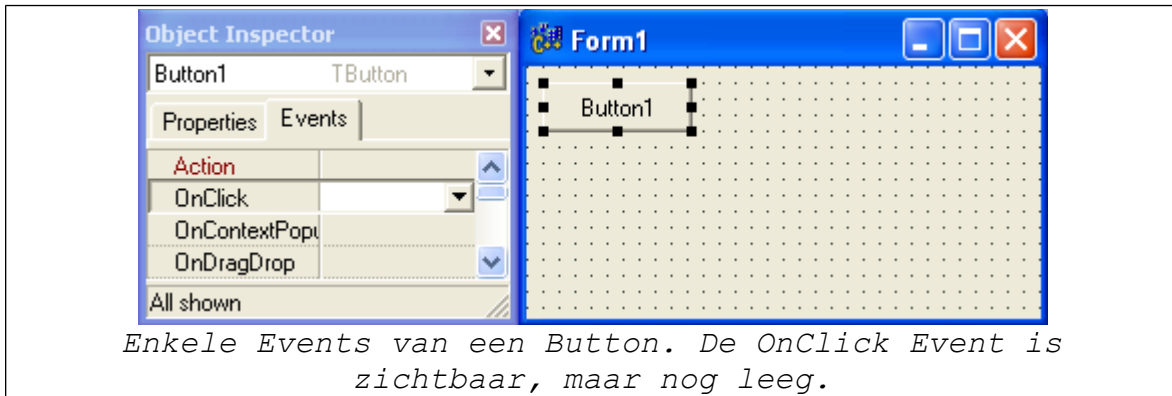 Object Inspector
Button1 TButton
Properties Events
Action
OnClick
OnContextPopu
OnDragDrop
All shown
Form1
Button1
Enkele Events van een Button. De OnClick Event is
zichtbaar, maar nog leeg.